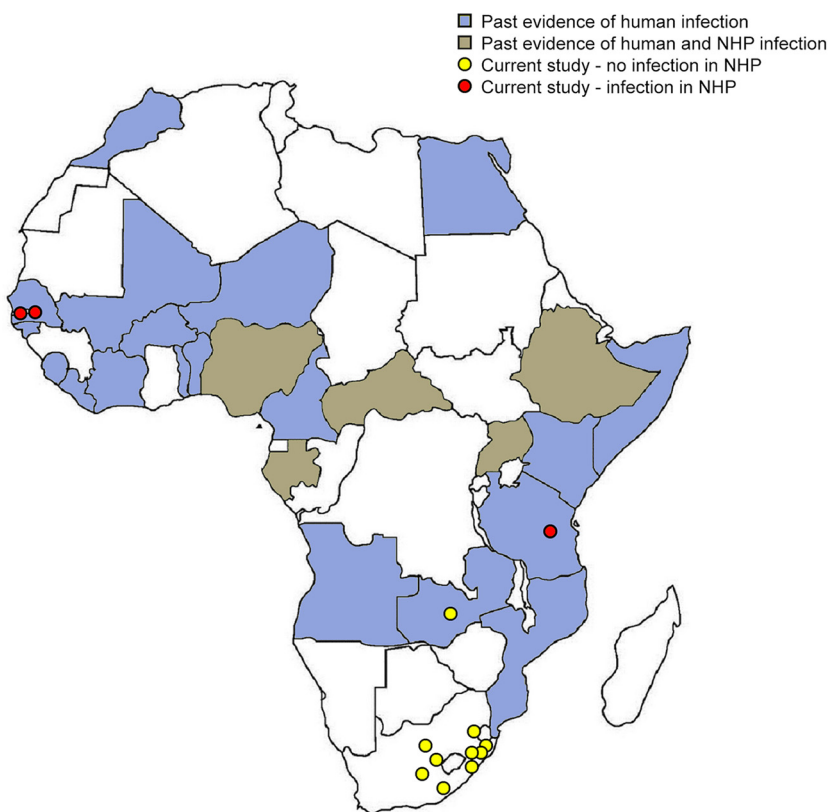 Past evidence of human infection
Past evidence of human and NHP infection
Current study - no infection in NHP
Current study - infection in NHP